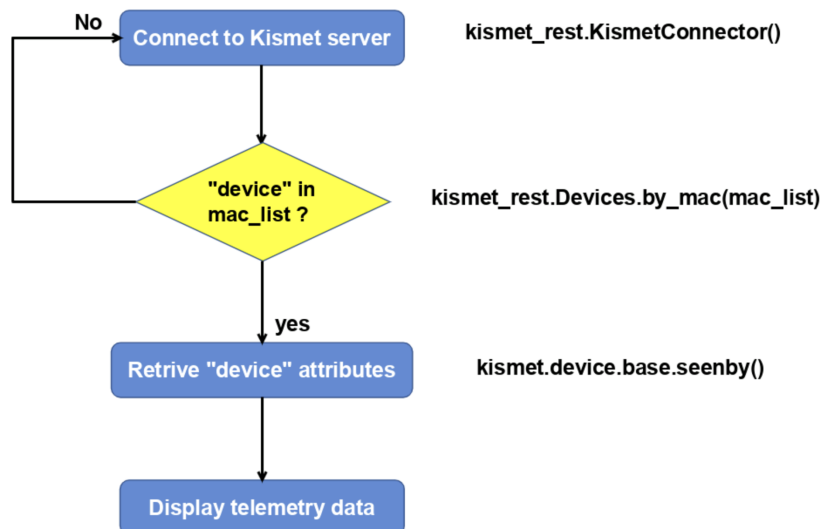 No
Connect to Kismet server
kismet_rest.KismetConnector()
"device" in
mac_list ?
kismet_rest.Devices.by_mac(mac_list)
yes
Retrive "device" attributes
kismet.device.base.seenby()
Display telemetry data